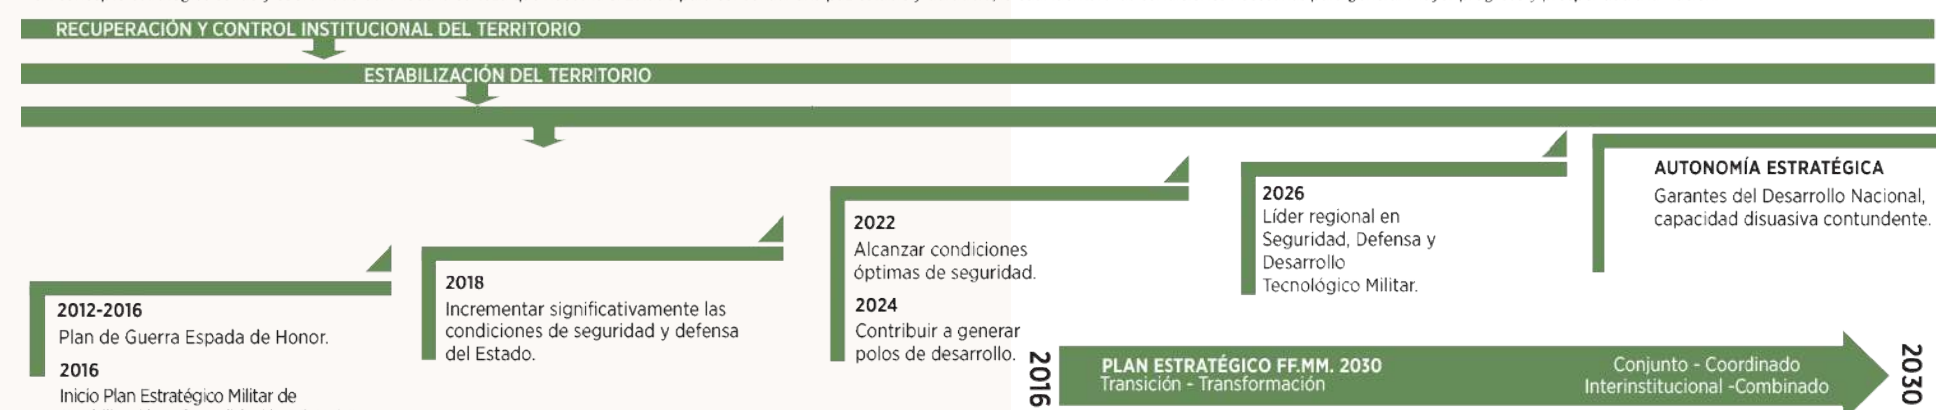 RECUPERACIÓN Y CONTROL INSTITUCIONAL DEL TERRITORIO
ESTABILIZACIÓN DEL TERRITORIO
2012-2016
Plan de Guerra Espada de Honor.
2016
Inicio Plan Estratégico Militar de
2018
Incrementar significativamente las
condiciones de seguridad y defensa
del Estado.
2022
Alcanzar condiciones
óptimas de seguridad.
2024
Contribuir a generar
polos de desarrollo.
2026
Líder regional en
Seguridad, Defensa y
Desarrollo
Tecnológico Militar.
AUTONOMÍA ESTRATÉGICA
Garantes del Desarrollo Nacional,
capacidad disuasiva contundente.
2016
PLAN ESTRATÉGICO FF.MM. 2030
Transición - Transformación
Conjunto - Coordinado
Interinstitucional -Combinado
2030